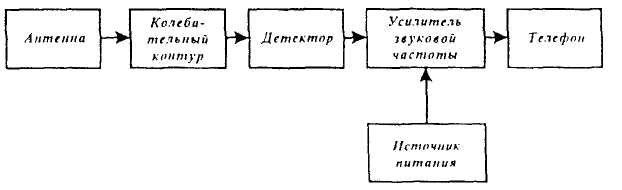 Антенна
Колеба-
тельный
контур
Детектор
Усилитель
звуковой
частоты
Телефон
Источник
питания